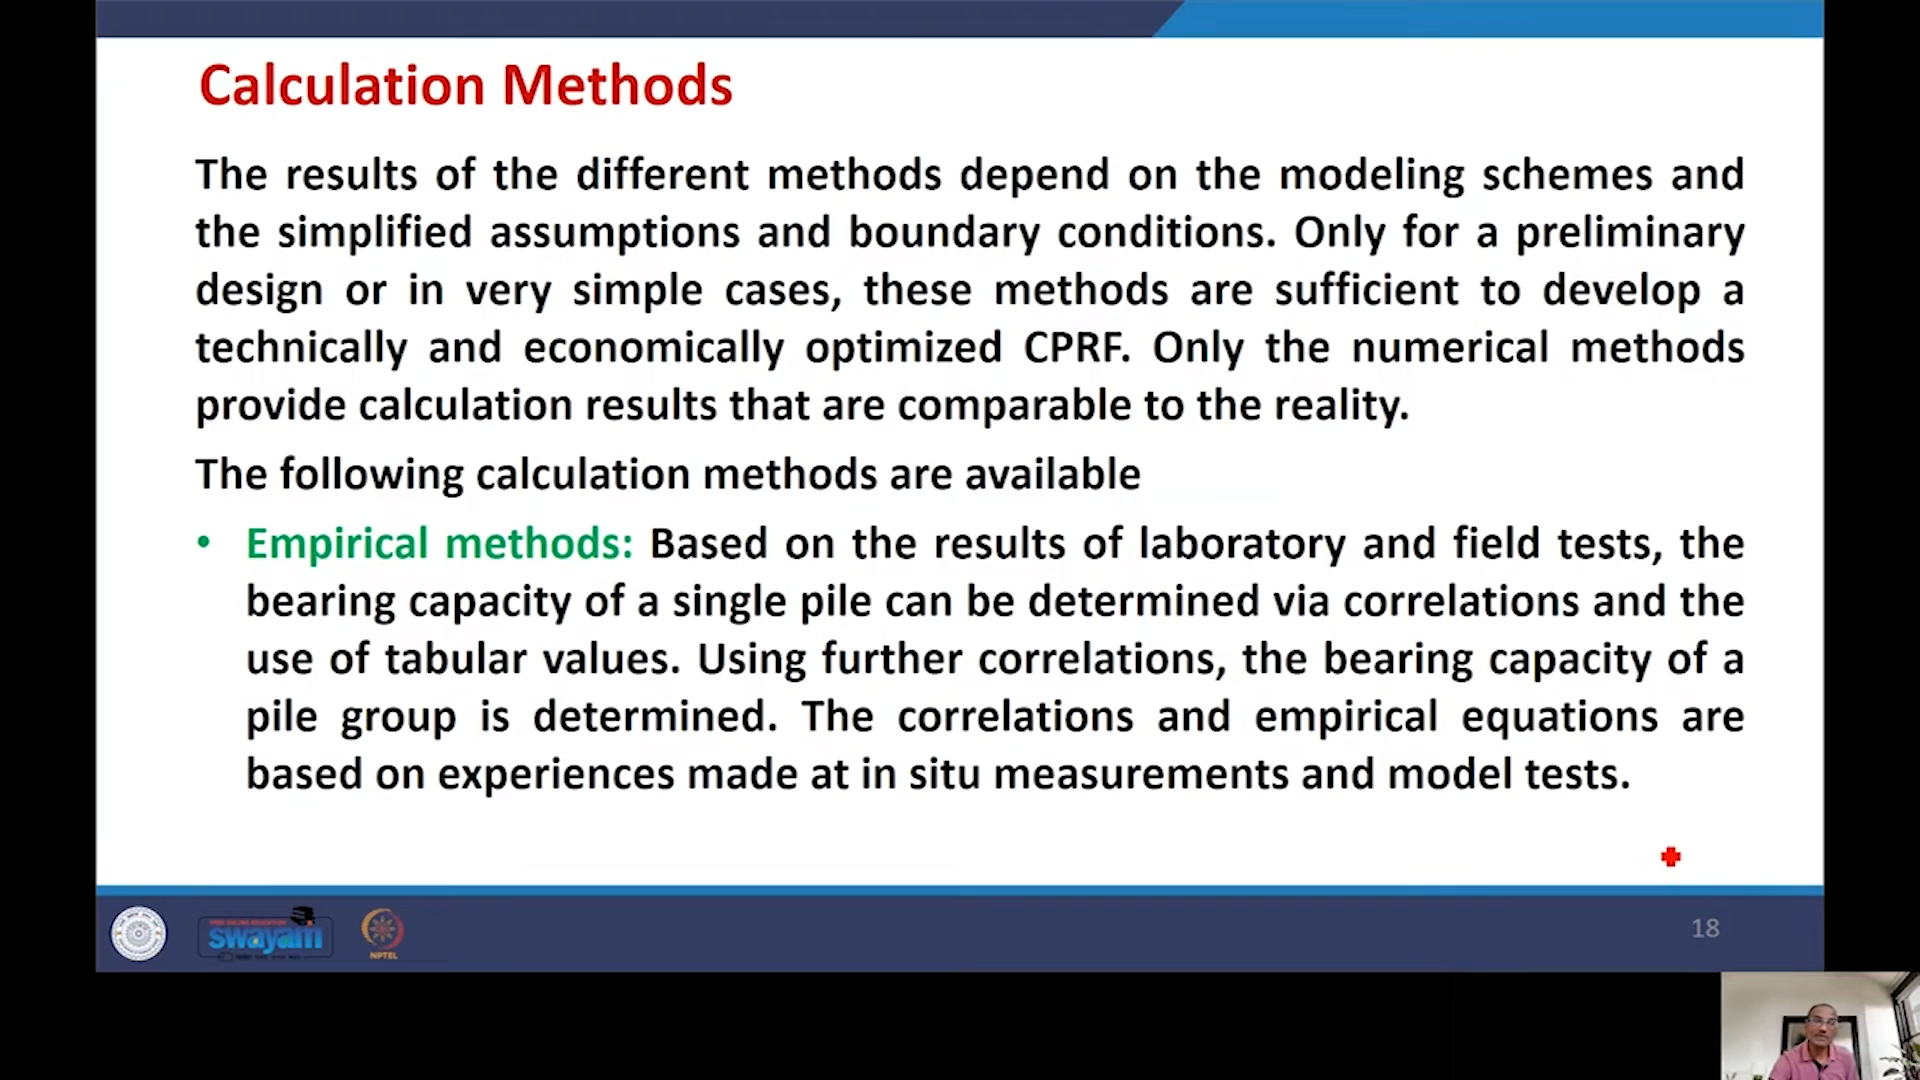 Calculation Methods
The results of the different methods depend on the modeling schemes and
the simplified assumptions and boundary conditions. Only for a preliminary
design or in very simple cases, these methods are sufficient to develop a
technically and economically optimized CPRF. Only the numerical methods
provide calculation results that are comparable to the reality.
The following calculation methods are available
• Empirical methods: Based on the results of laboratory and field tests, the
bearing capacity of a single pile can be determined via correlations and the
use of tabular values. Using further correlations, the bearing capacity of a
pile group is determined. The correlations and empirical equations are
based on experiences made at in situ measurements and model tests.
FREE ONLINE EDUCATION
swayam
NPTEL
18